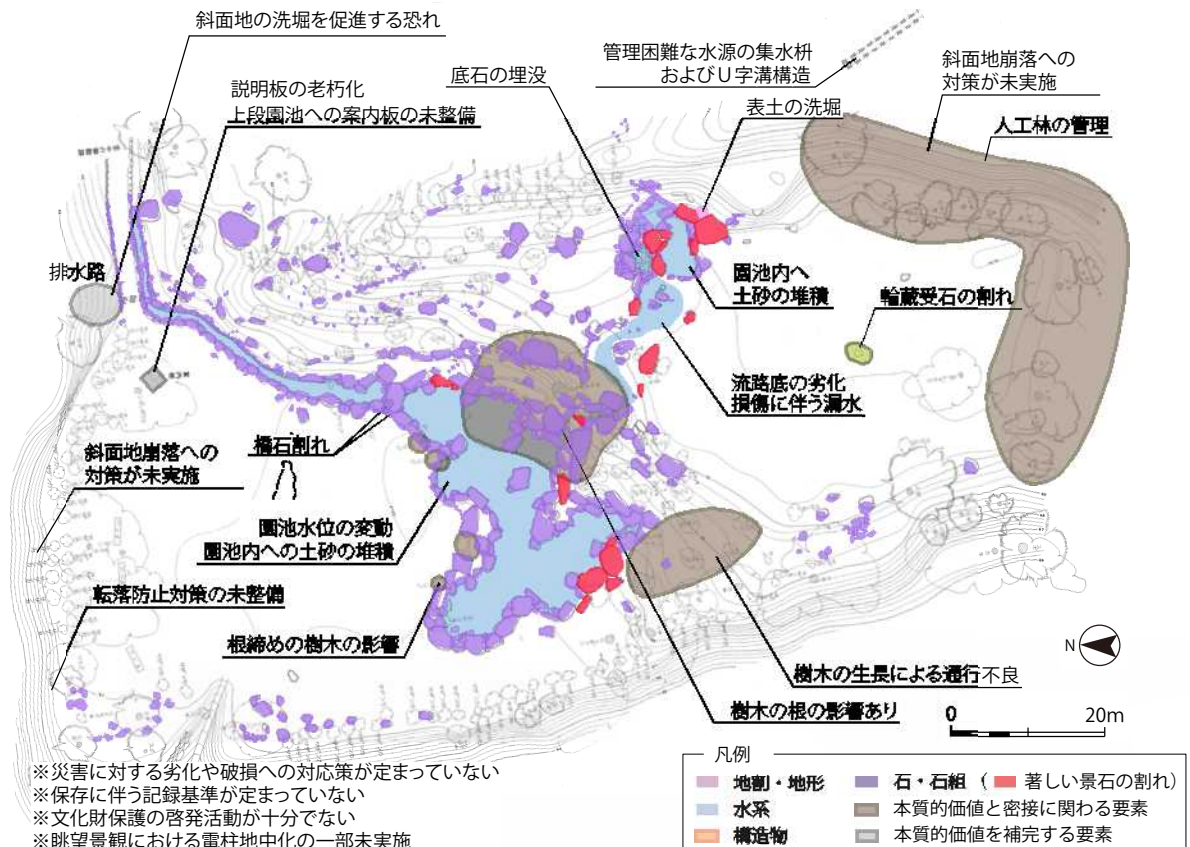 斜面地の洗堀を促進する恐れ
説明板の老朽化
上段園池への案内板の未整備
底石の埋没
管理困難な水源の集水枡
およびU字溝構造
表土の洗堀
斜面地崩落への
対策が未実施
人工林の管理
排水路
園池内へ
土砂の堆積
輪蔵受石の割れ
流路底の劣化
損傷に伴う漏水
橋石割れ
斜面地崩落への
対策が未実施
園池水位の変動
園池内への土砂の堆積
転落防止対策の未整備
根締めの樹木の影響
樹木の生長による通行不良
樹木の根の影響あり
N
0 20m
※災害に対する劣化や破損への対応策が定まっていない
※保存に伴う記録基準が定まっていない
※文化財保護の啓発活動が十分でない
※眺望景観における電柱地中化の一部未実施
凡例
地割・地形
石・石組 ( 著しい景石の割れ)
水系
本質的価値と密接に関わる要素
構造物
本質的価値を補完する要素